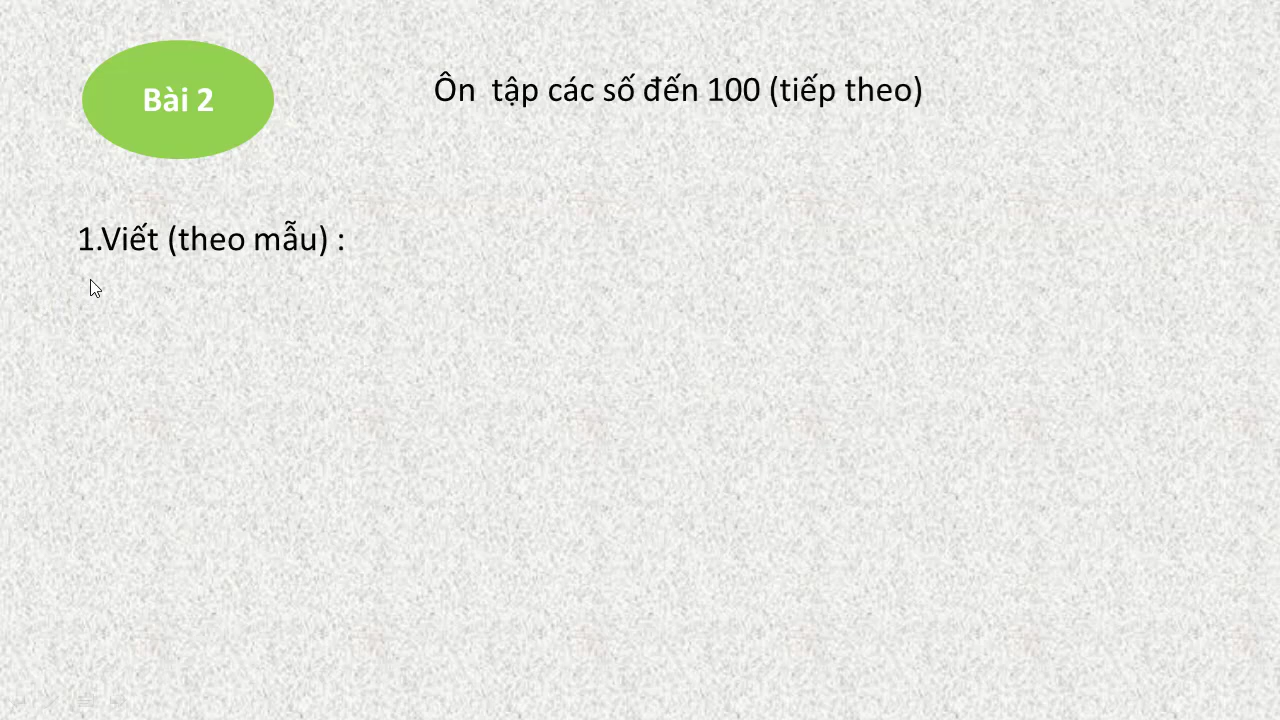 Bài 2
Ôn  tập các số đến 100 (tiếp theo)
1.Viết (theo mẫu) :